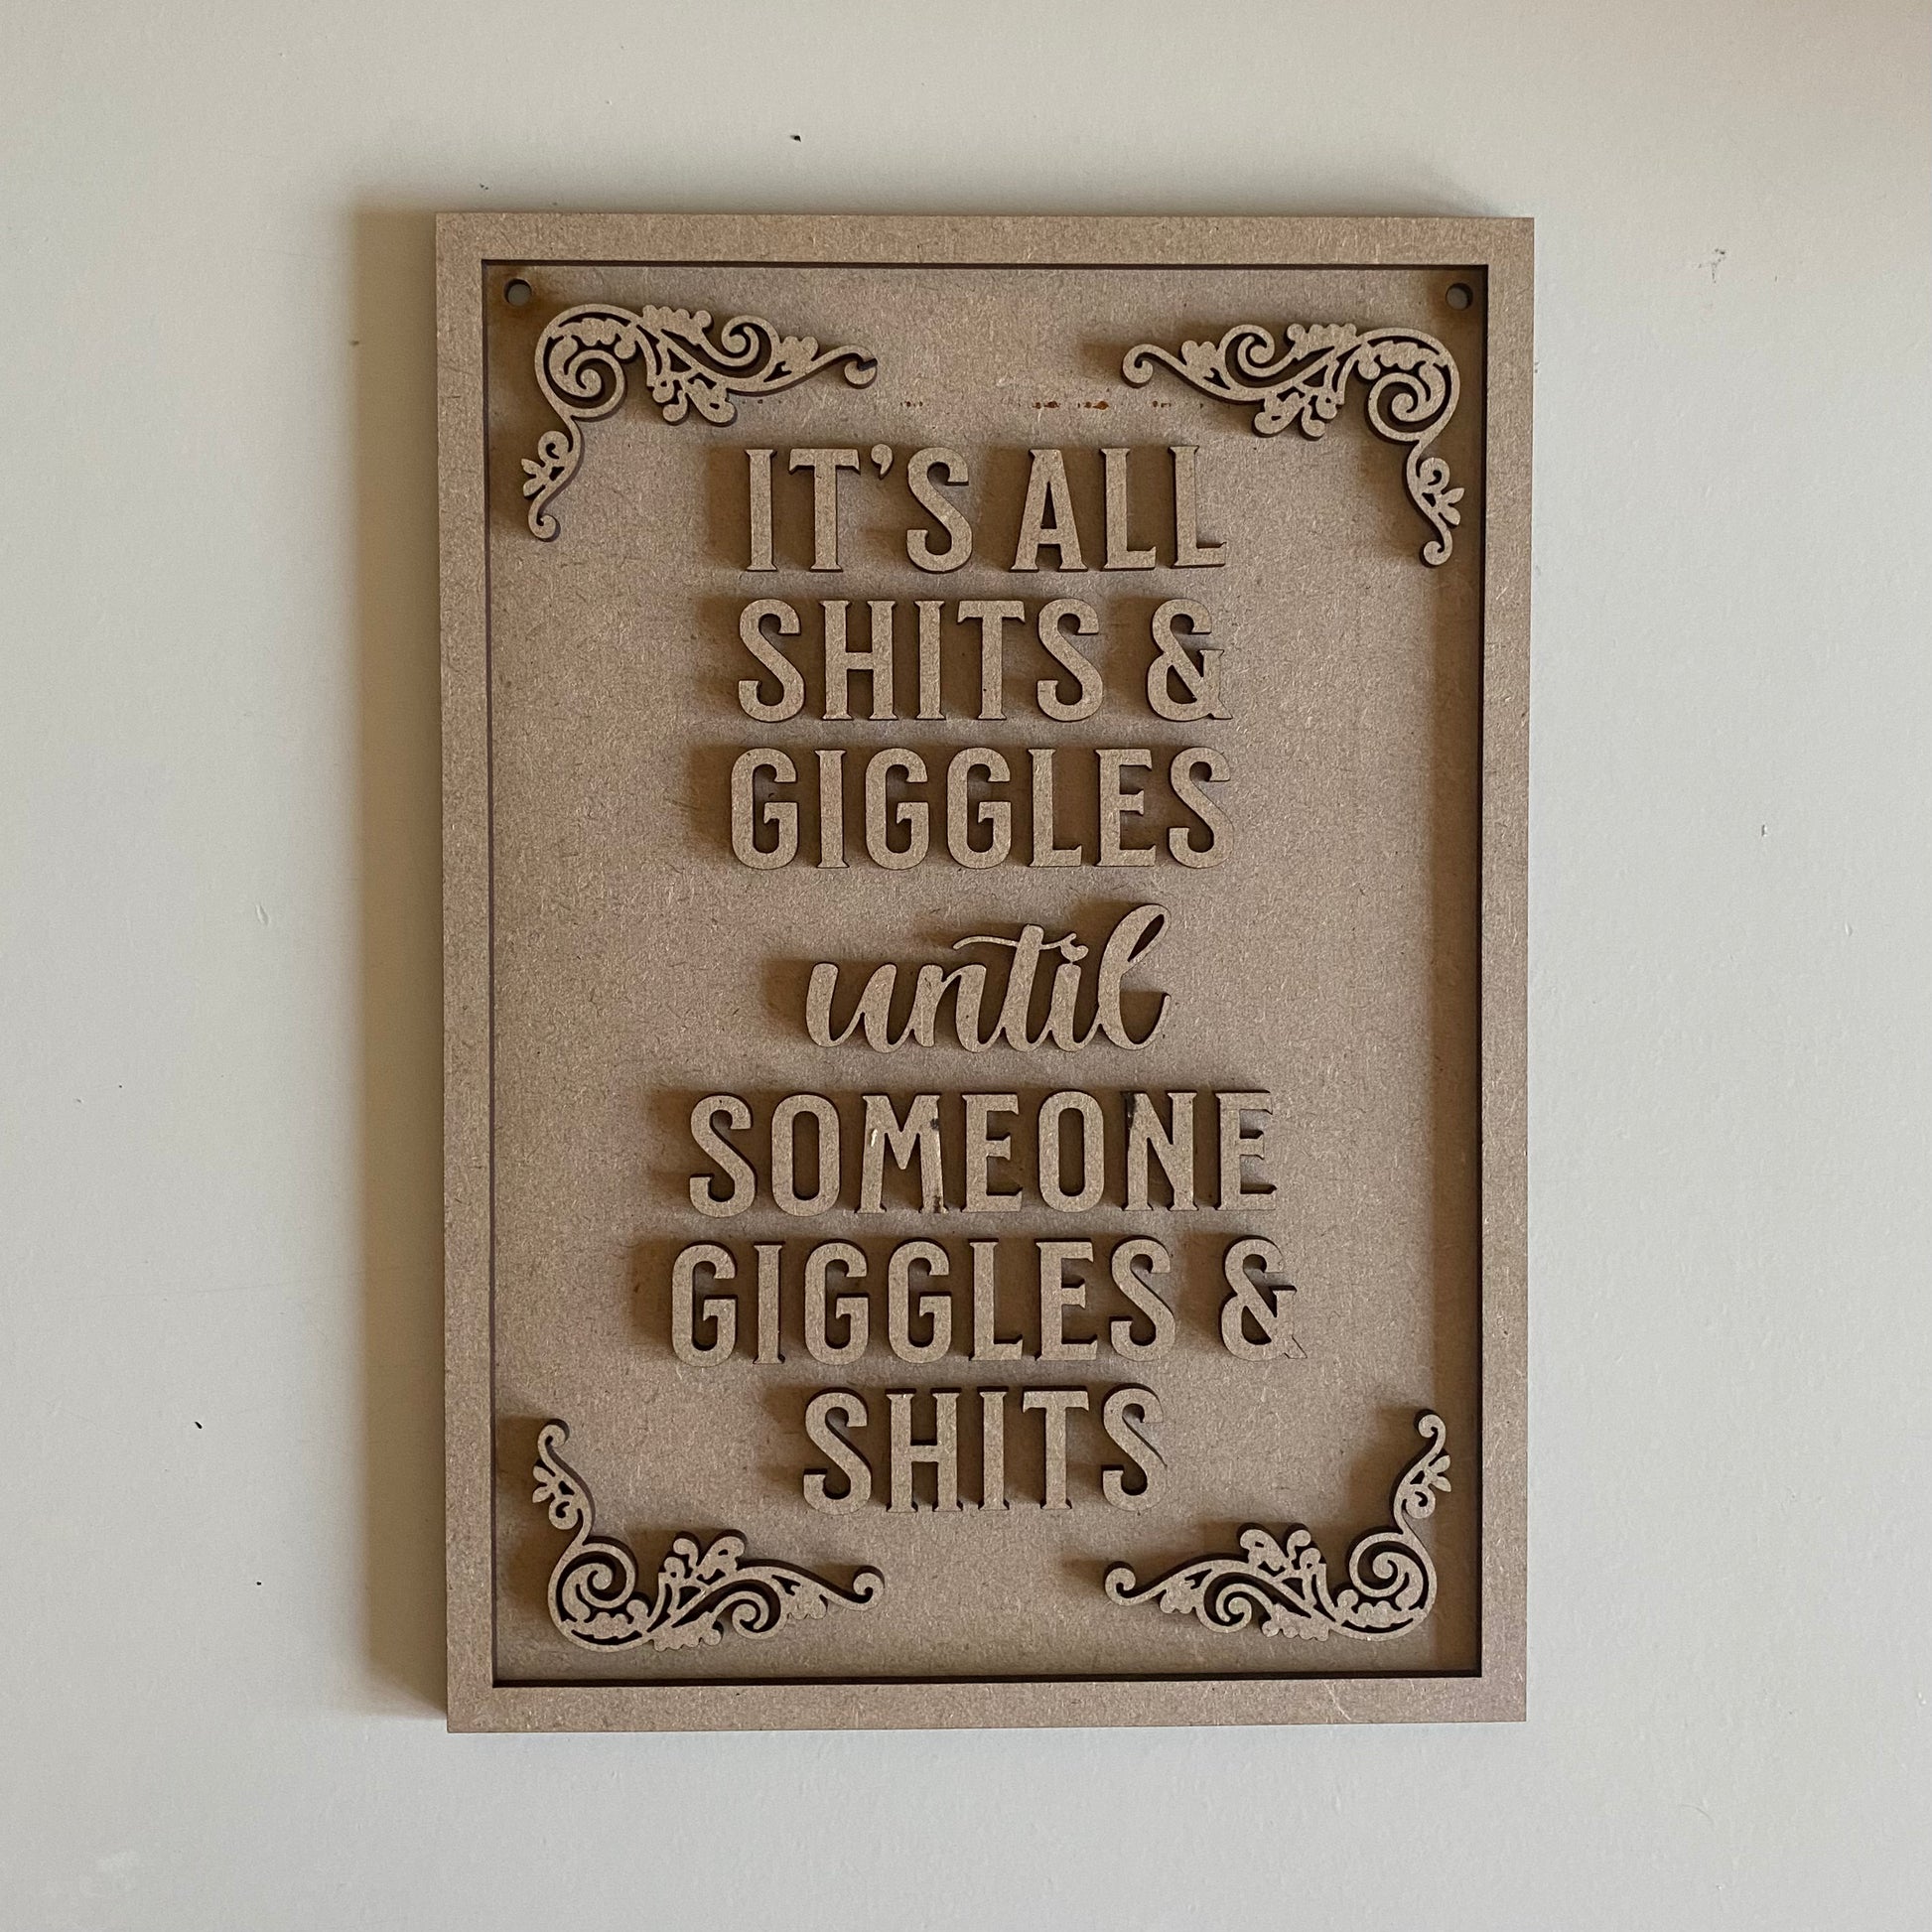 IT'S ALL
SHITS &
GIGGLES
until
SOMEONE
GIGGLES &
SHITS